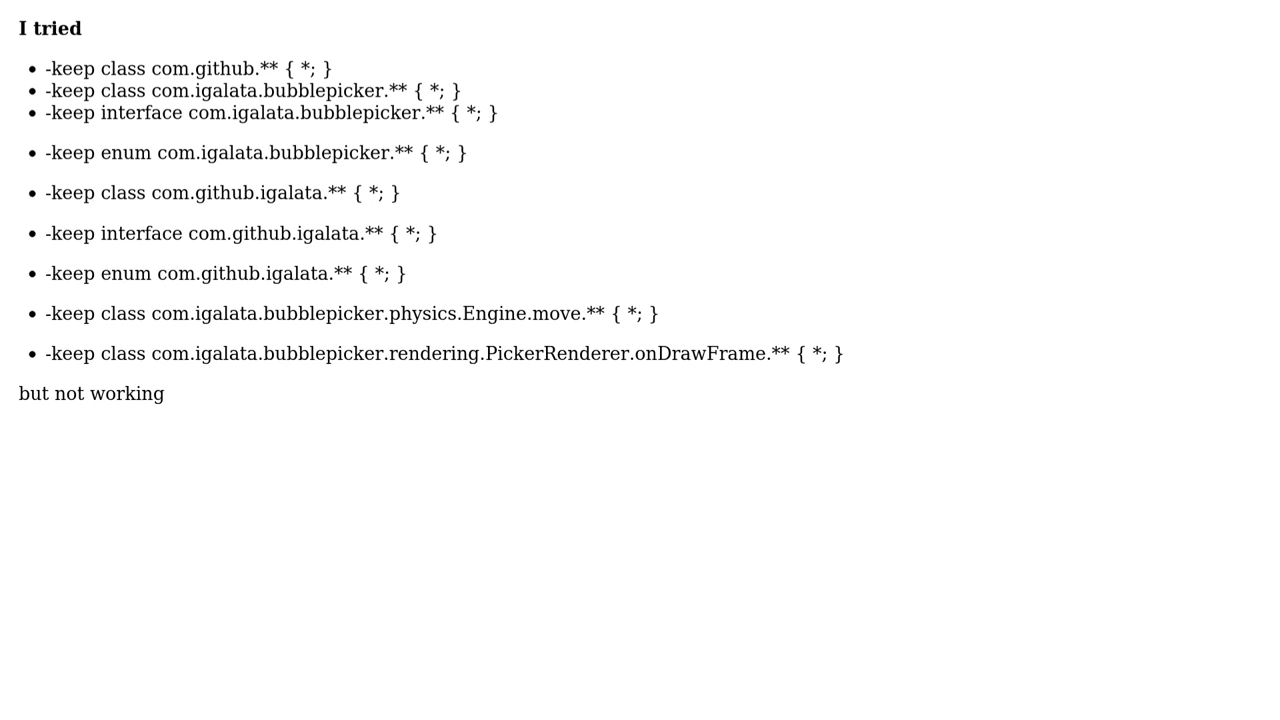 I tried
• -keep class com.github.** { *; }
• -keep class com.igalata.bubblepicker.** { *; }
• -keep interface com.igalata.bubblepicker.** { *; }
• -keep enum com.igalata.bubblepicker.** { *; }
• -keep class com.github.igalata.** { *; }
• -keep interface com.github.igalata.** { *; }
• -keep enum com.github.igalata.** { *; }
• -keep class com.igalata.bubblepicker.physics.Engine.move.** { *; }
• -keep class com.igalata.bubblepicker.rendering.PickerRenderer.onDrawFrame.** { *; }
but not working